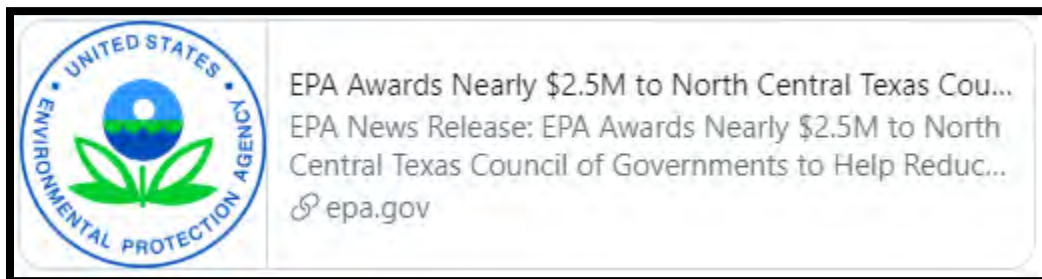 UNITED STATES • ENVIRONMENTAL PROTECTION AGENCY •
EPA Awards Nearly $2.5M to North Central Texas Cou...
EPA News Release: EPA Awards Nearly $2.5M to North
Central Texas Council of Governments to Help Reduc...
epa.gov